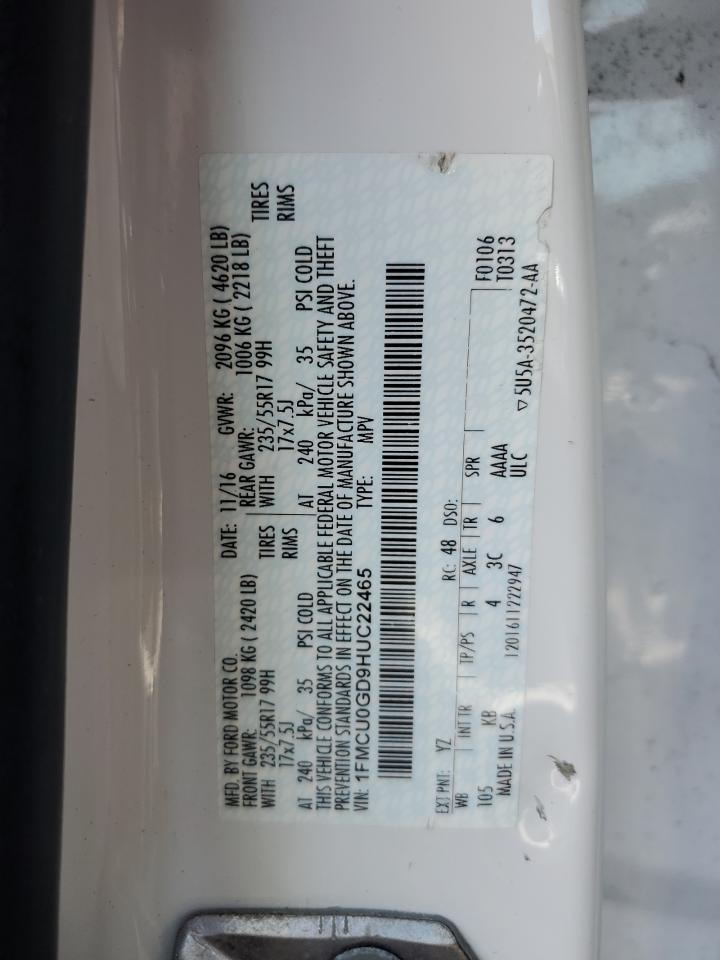 MFD. BY FORD MOTOR CO.
DATE: 11/16 GVWR: 2096 KG ( 4620 LB)
FRONT GAWR: 1098 KG ( 2420 LB) REAR GAWR: 1006 KG ( 2218 LB)
WITH 235/55R17 99H TIRES WITH 235/55R17 99H TIRES
17x7.5J RIMS 17x7.5J RIMS
AT 240 kPa/ 35 PSI COLD AT 240 kPa/ 35 PSI COLD
THIS VEHICLE CONFORMS TO ALL APPLICABLE FEDERAL MOTOR VEHICLE SAFETY AND THEFT
PREVENTION STANDARDS IN EFFECT ON THE DATE OF MANUFACTURE SHOWN ABOVE.
VIN: 1FMCU0GD9HUC22465 TYPE: MPV
EXT PNT: YZ RC: 48 DSO: F0106
WB INT TR TP/PS R AXLE TR SPR T0313
105 KB 4 3C 6 AAAA
MADE IN U.S.A. 1201611222947 ULC ▽5U5A-3520472-AA